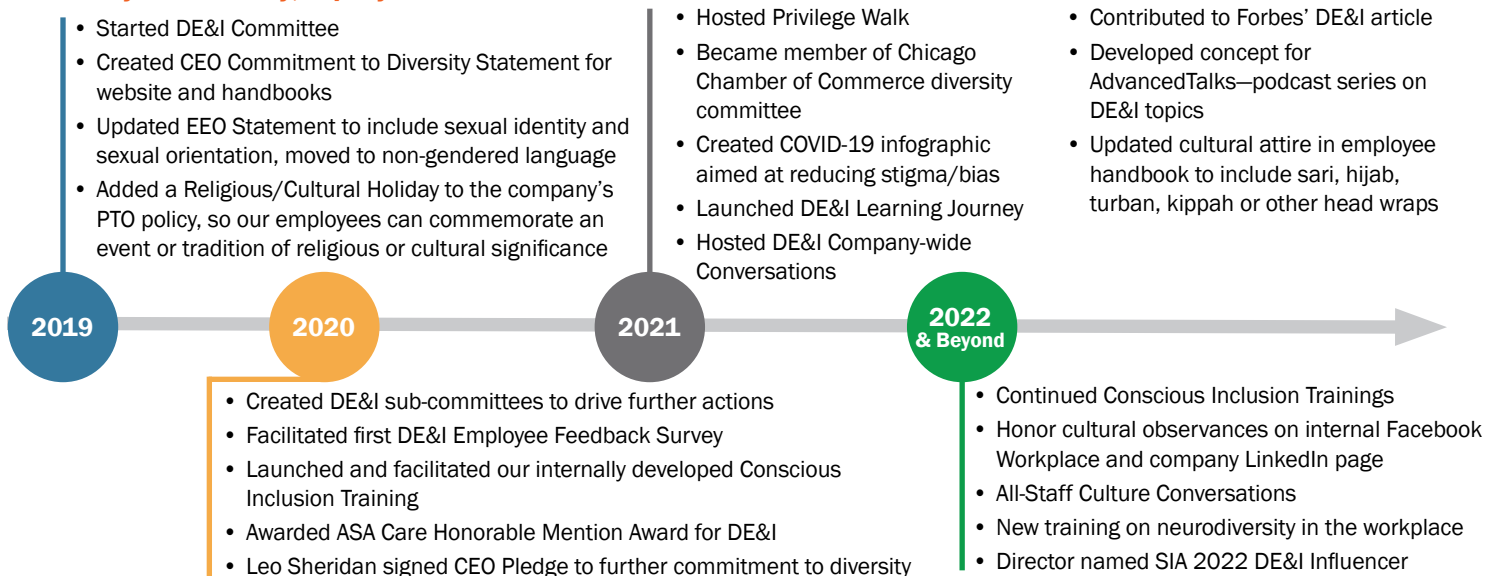 • Started DE&I Committee
• Created CEO Commitment to Diversity Statement for
website and handbooks
• Updated EEO Statement to include sexual identity and
sexual orientation, moved to non-gendered language
• Added a Religious/Cultural Holiday to the company's
PTO policy, so our employees can commemorate an
event or tradition of religious or cultural significance
• Hosted Privilege Walk
• Became member of Chicago
Chamber of Commerce diversity
committee
• Created COVID-19 infographic
aimed at reducing stigma/bias
• Launched DE&I Learning Journey
• Hosted DE&I Company-wide
Conversations
• Contributed to Forbes' DE&I article
• Developed concept for
AdvancedTalks—podcast series on
DE&I topics
• Updated cultural attire in employee
handbook to include sari, hijab,
turban, kippah or other head wraps
2019
2020
2021
2022
& Beyond
• Created DE&I sub-committees to drive further actions
• Facilitated first DE&I Employee Feedback Survey
• Launched and facilitated our internally developed Conscious
Inclusion Training
• Awarded ASA Care Honorable Mention Award for DE&I
• Leo Sheridan signed CEO Pledge to further commitment to diversity
• Continued Conscious Inclusion Trainings
• Honor cultural observances on internal Facebook
Workplace and company LinkedIn page
• All-Staff Culture Conversations
• New training on neurodiversity in the workplace
• Director named SIA 2022 DE&I Influencer